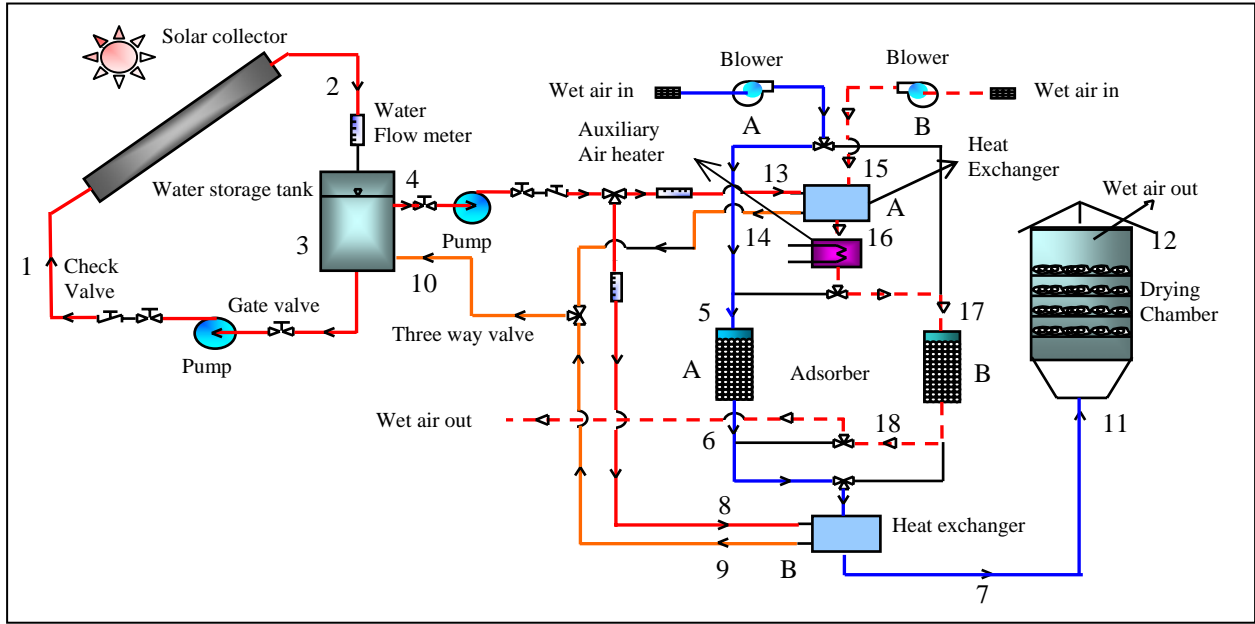 Solar collector
Blower
Blower
Wet air in
Wet air in
2
Water
Flow meter
A
B
Auxiliary
Air heater
Heat
Exchanger
Water storage tank
4
13
15
Wet air out
A
Pump
14
16
12
3
10
1
Check
Valve
Gate valve
5
17
Drying
Chamber
Three way valve
Pump
A
Adsorber
B
Wet air out
6
18
11
8
Heat exchanger
9
B
7